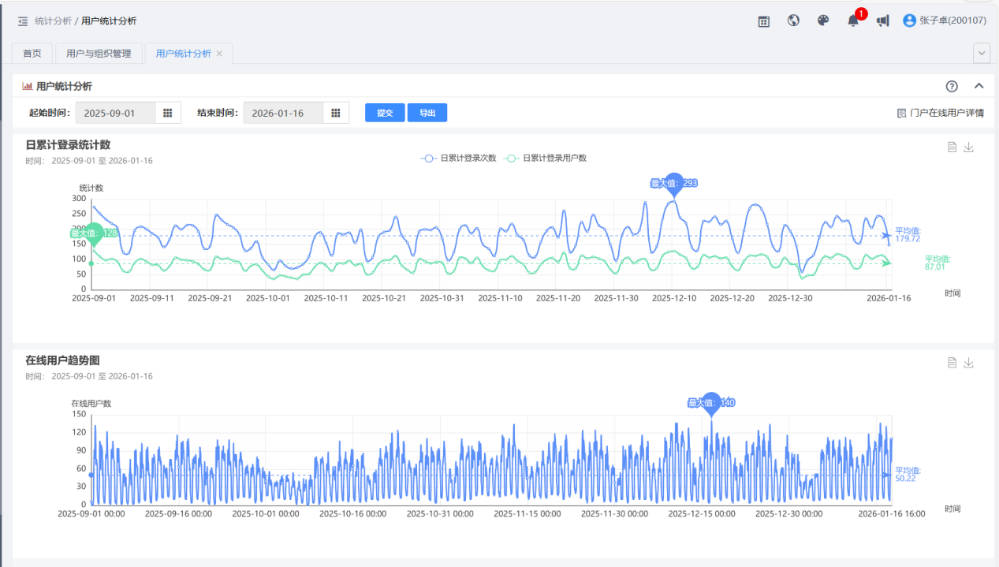 统计分析 / 用户统计分析
1
张子卓(200107)
首页 用户与组织管理 用户统计分析 ×
用户统计分析
起始时间: 2025-09-01 结束时间: 2026-01-16 提交 导出 门户在线用户详情
日累计登录统计数
时间: 2025-09-01 至 2026-01-16
日累计登录次数 日累计登录用户数
统计数
300
250
200
150
100
50
0
最大值: 293
最大值: 128
平均值:
179.72
平均值:
87.01
2025-09-01 2025-09-11 2025-09-21 2025-10-01 2025-10-11 2025-10-21 2025-10-31 2025-11-10 2025-11-20 2025-11-30 2025-12-10 2025-12-20 2025-12-30 2026-01-16
时间
在线用户趋势图
时间: 2025-09-01 至 2026-01-16
在线用户数
150
120
90
60
30
0
最大值: 140
平均值:
50.22
2025-09-01 00:00 2025-09-16 00:00 2025-10-01 00:00 2025-10-16 00:00 2025-10-31 00:00 2025-11-15 00:00 2025-11-30 00:00 2025-12-15 00:00 2025-12-30 00:00 2026-01-16 16:00
时间